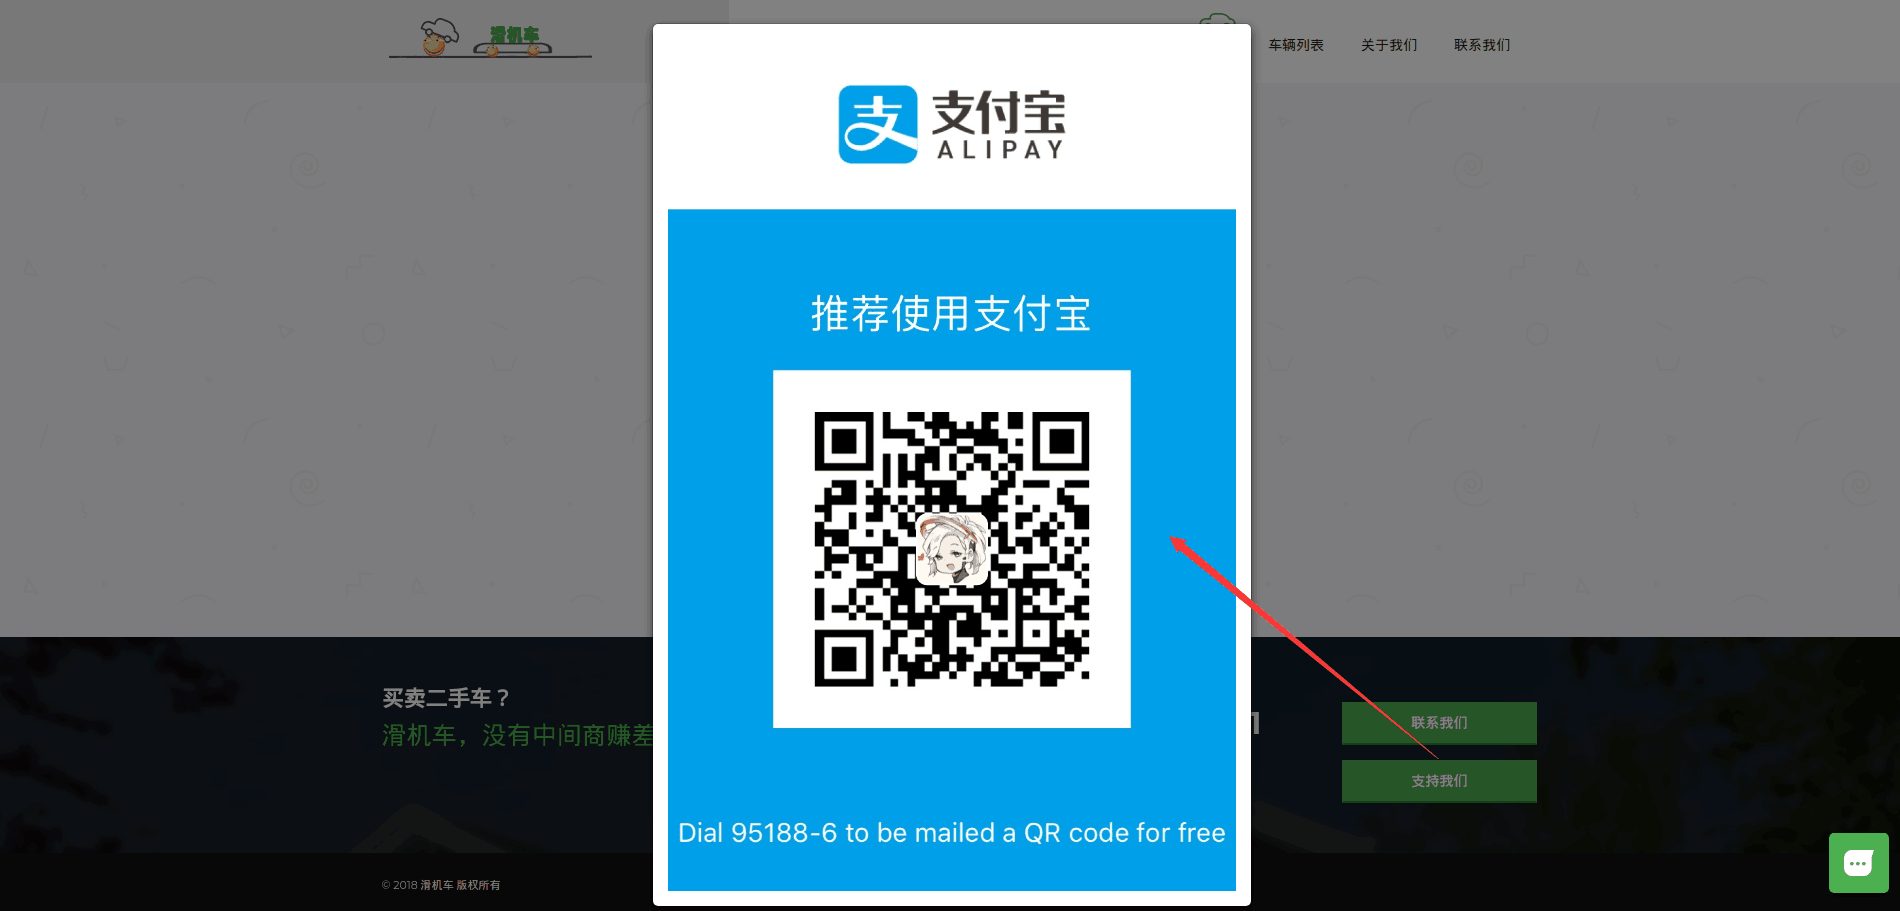 滑机车
车辆列表 关于我们 联系我们
支
支付宝
ALIPAY
推荐使用支付宝
Dial 95188-6 to be mailed a QR code for free
买卖二手车？
滑机车，没有中间商赚差
联系我们
支持我们
© 2018 滑机车 版权所有